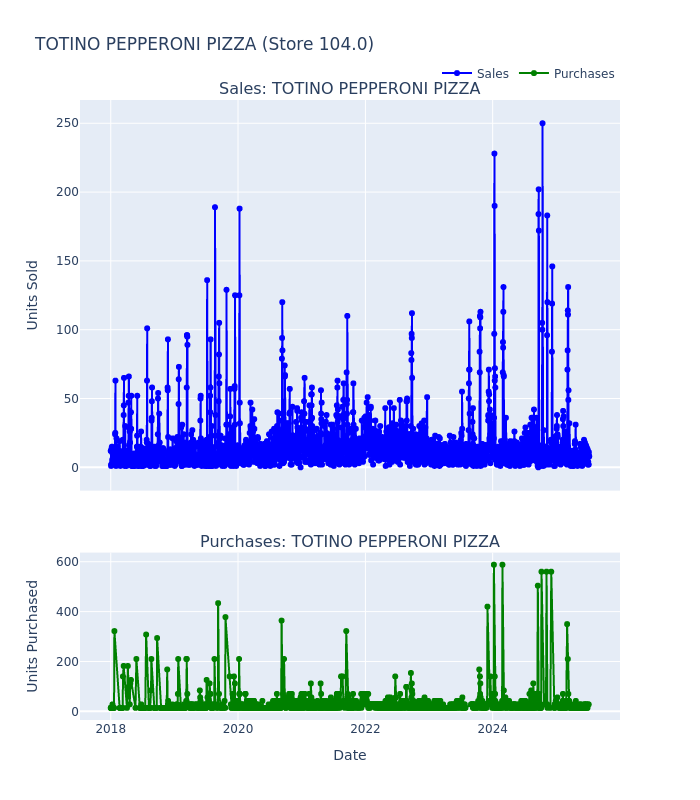 TOTINO PEPPERONI PIZZA (Store 104.0)
Sales
Purchases
Sales: TOTINO PEPPERONI PIZZA
250
200
150
100
50
0
Units Sold
Purchases: TOTINO PEPPERONI PIZZA
600
400
200
0
Units Purchased
2018
2020
2022
2024
Date